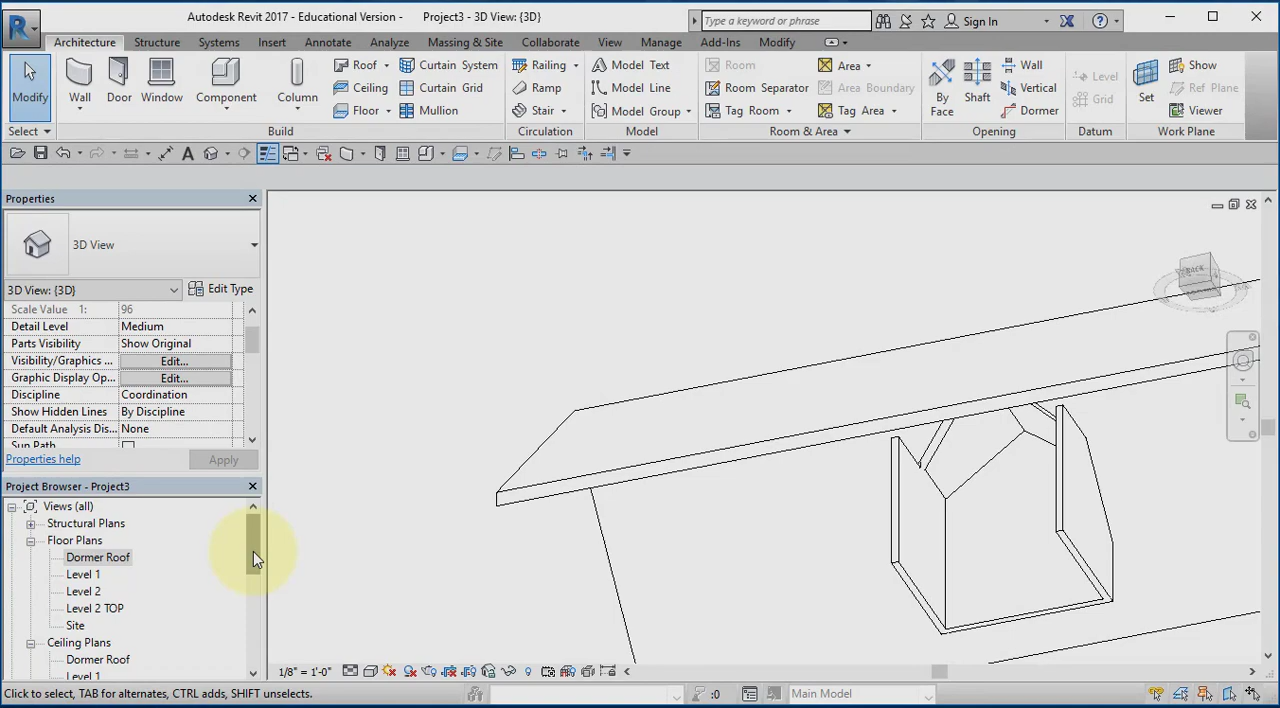 Autodesk Revit 2017 - Educational Version - Project3 - 3D View: {3D}
Type a keyword or phrase
Sign In
Architecture Structure Systems Insert Annotate Analyze Massing & Site Collaborate View Manage Add-Ins Modify
Modify Wall Door Window Component Column
Roof Curtain System
Ceiling Curtain Grid
Floor Mullion
Railing
Ramp
Stair
Model Text
Model Line
Model Group
Room Area
Room Separator Area Boundary
Tag Room Tag Area
By Face Shaft
Wall
Vertical
Dormer
Level
Grid
Set
Show
Ref Plane
Viewer
Select Build Circulation Model Room & Area Opening Datum Work Plane
Properties
3D View
3D View: {3D} Edit Type
Scale Value 1: 96
Detail Level Medium
Parts Visibility Show Original
Visibility/Graphics ... Edit...
Graphic Display Op... Edit...
Discipline Coordination
Show Hidden Lines By Discipline
Default Analysis Dis... None
Sun Path
Properties help Apply
Project Browser - Project3
Views (all)
Structural Plans
Floor Plans
Dormer Roof
Level 1
Level 2
Level 2 TOP
Site
Ceiling Plans
Dormer Roof
Level 1
1/8" = 1'-0"
Click to select, TAB for alternates, CTRL adds, SHIFT unselects.
:0
Main Model